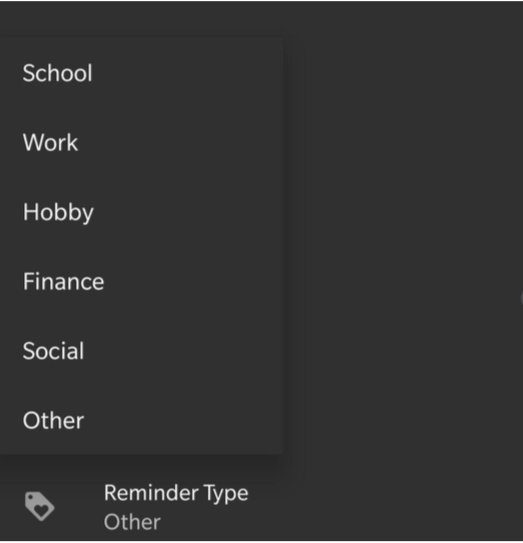 School
Work
Hobby
Finance
Social
Other
Reminder Type
Other